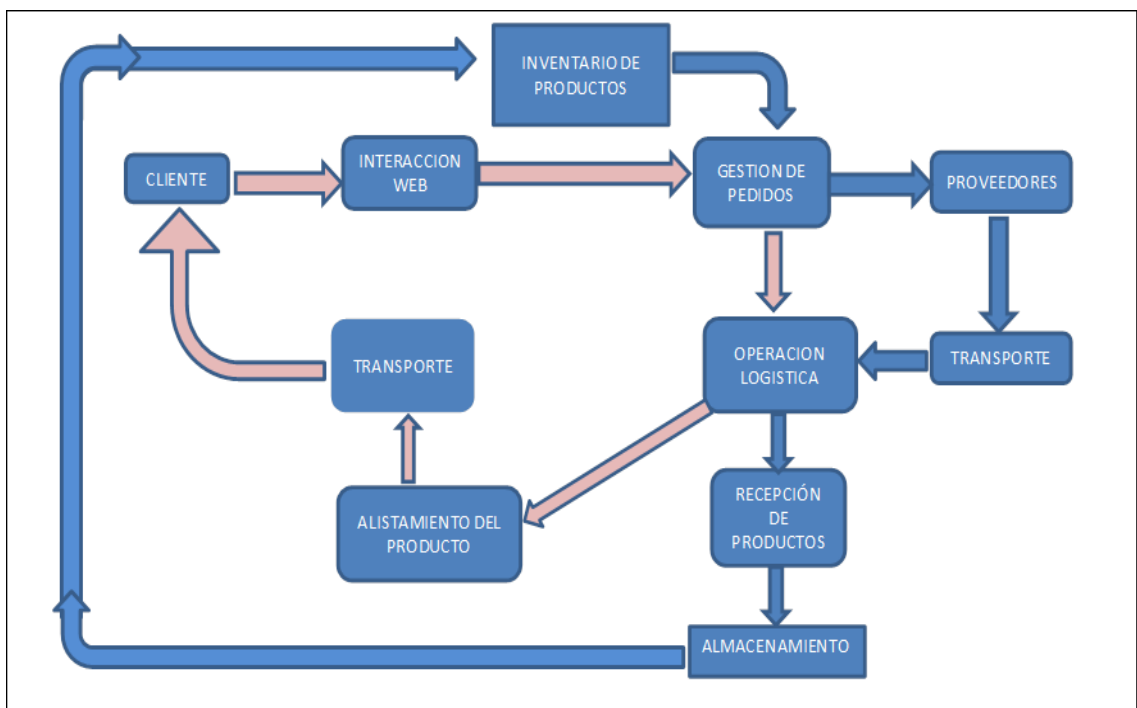 INVENTARIO DE
PRODUCTOS
CLIENTE
INTERACCION
WEB
GESTION DE
PEDIDOS
PROVEEDORES
TRANSPORTE
OPERACION
LOGISTICA
TRANSPORTE
ALISTAMIENTO DEL
PRODUCTO
RECEPCIÓN
DE
PRODUCTOS
ALMACENAMIENTO